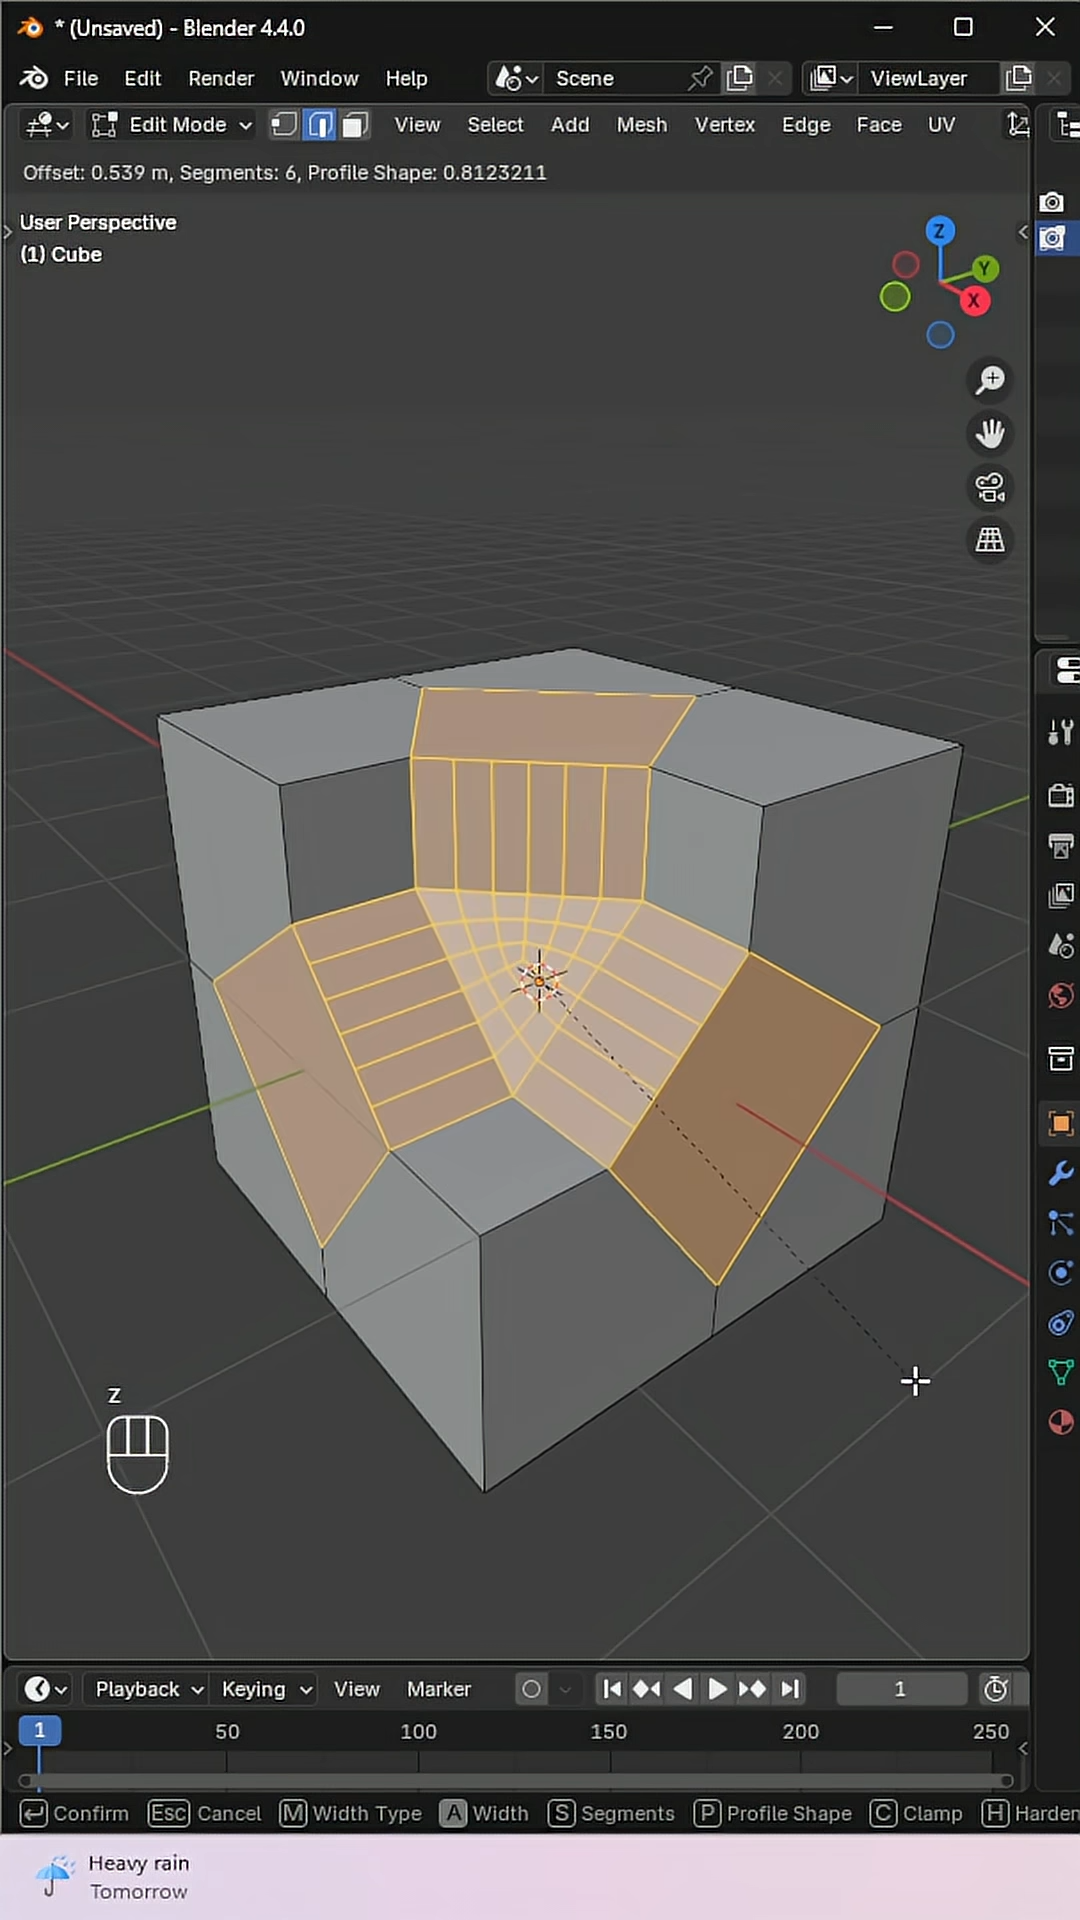 * (Unsaved) - Blender 4.4.0
File Edit Render Window Help Scene ViewLayer
Edit Mode View Select Add Mesh Vertex Edge Face UV
Offset: 0.539 m, Segments: 6, Profile Shape: 0.8123211
User Perspective
(1) Cube
Z
Y
X
Z
Playback Keying View Marker 1
1 50 100 150 200 250
Confirm Esc Cancel M Width Type A Width S Segments P Profile Shape C Clamp H Harden
Heavy rain
Tomorrow